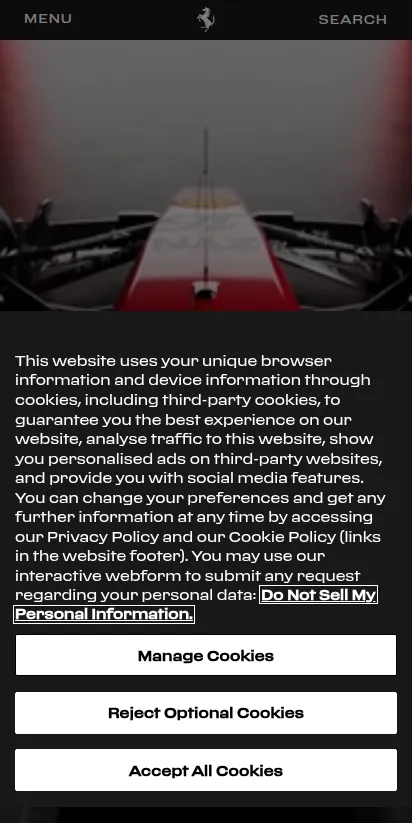 MENU
SEARCH
This website uses your unique browser
information and device information through
cookies, including third-party cookies, to
guarantee you the best experience on our
website, analyse traffic to this website, show
you personalised ads on third-party websites,
and provide you with social media features.
You can change your preferences and get any
further information at any time by accessing
our Privacy Policy and our Cookie Policy (links
in the website footer). You may use our
interactive webform to submit any request
regarding your personal data: Do Not Sell My
Personal Information.
Manage Cookies
Reject Optional Cookies
Accept All Cookies